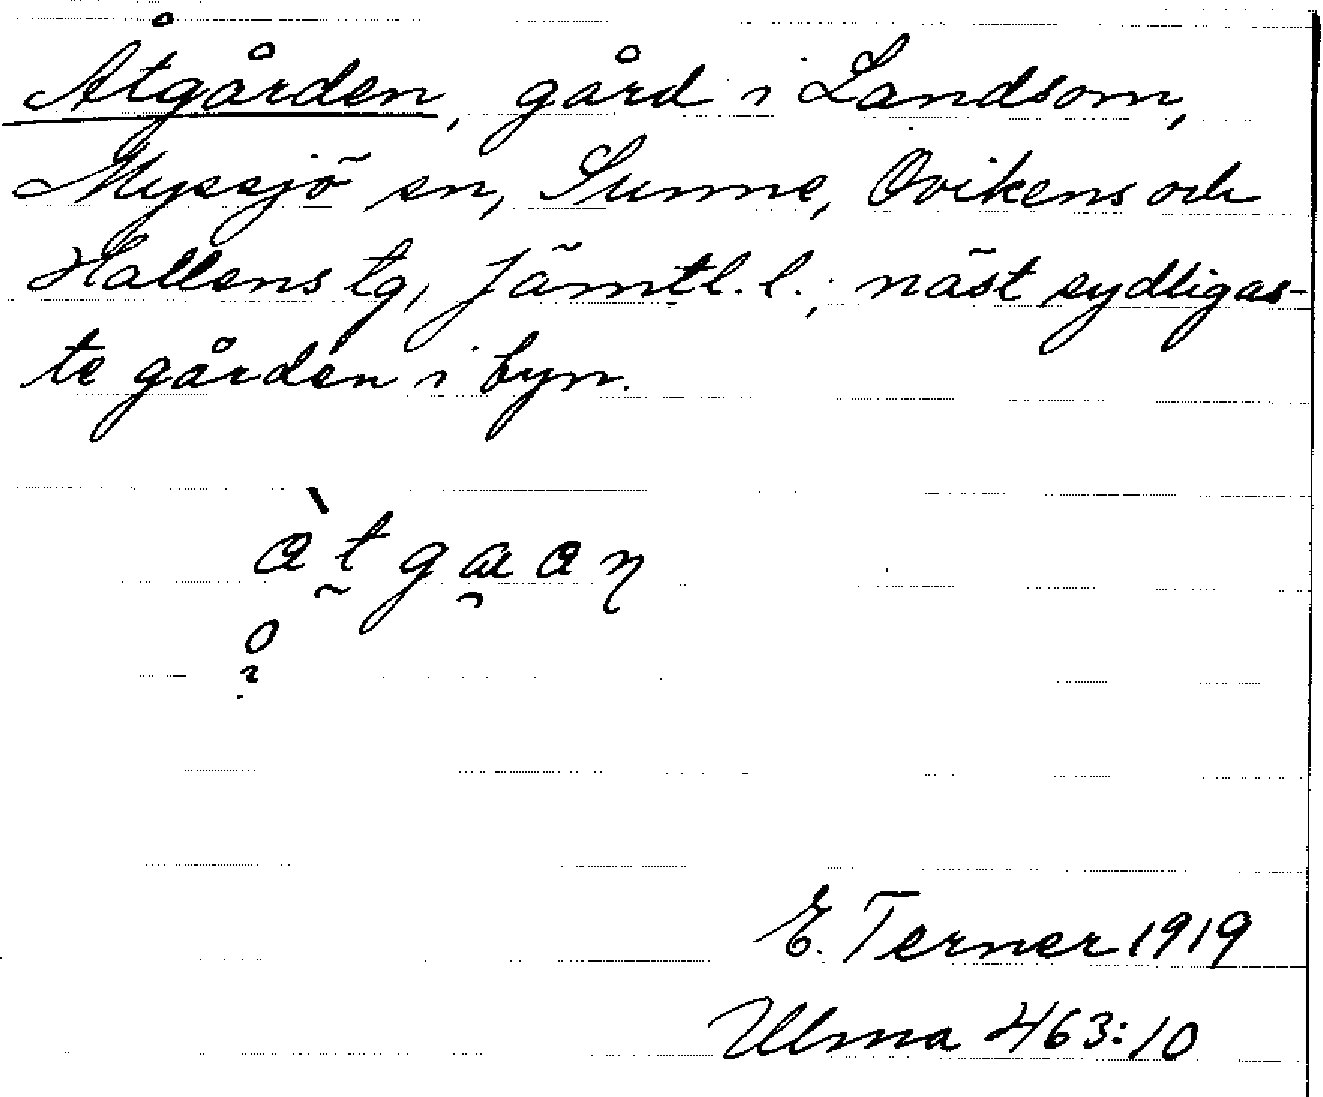 Åtgården, gård i Landsom,
Myssjö sn, Sunne, Ovikens och
Hallens tg, Jämtl. l.; näst sydligas-
te gården i byn.
E. Terner 1919
Ulma 463:10